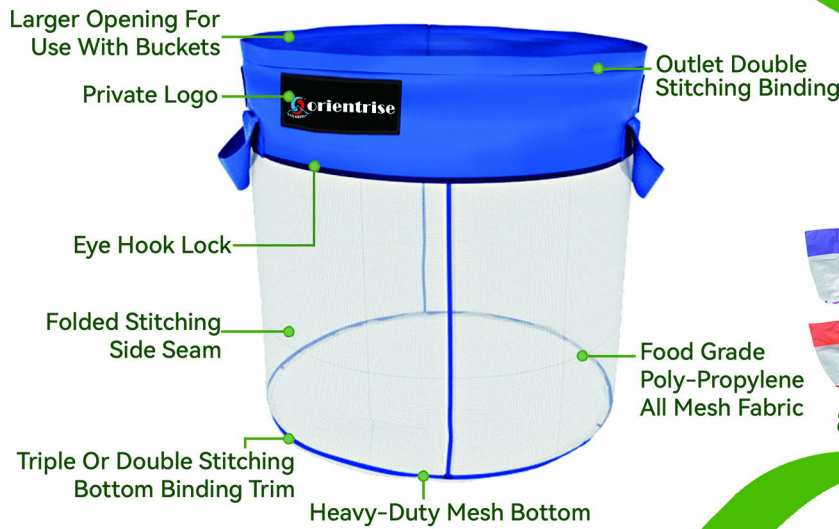 Larger Opening For
Use With Buckets
Private Logo
orientrise
Outlet Double
Stitching Binding
Eye Hook Lock
Folded Stitching
Side Seam
Food Grade
Poly-Propylene
All Mesh Fabric
Triple Or Double Stitching
Bottom Binding Trim
Heavy-Duty Mesh Bottom